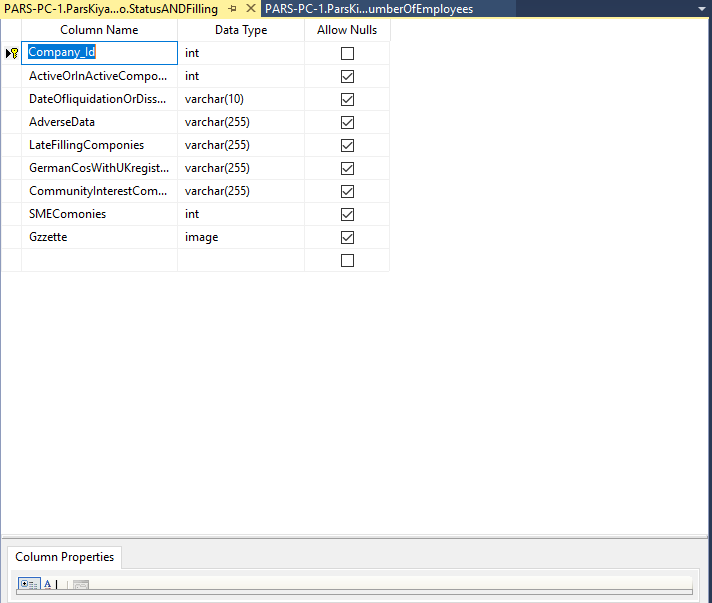 PARS-PC-1.ParsKiya...o.StatusANDFilling PARS-PC-1.ParsKi...umberOfEmployees
Column Name Data Type Allow Nulls
Company_Id int
ActiveOrInActiveCompo... int
DateOfliquidationOrDiss... varchar(10)
AdverseData varchar(255)
LateFillingComponies varchar(255)
GermanCosWithUKregist... varchar(255)
CommunityInterestCom... varchar(255)
SMEComonies int
Gzzette image
Column Properties